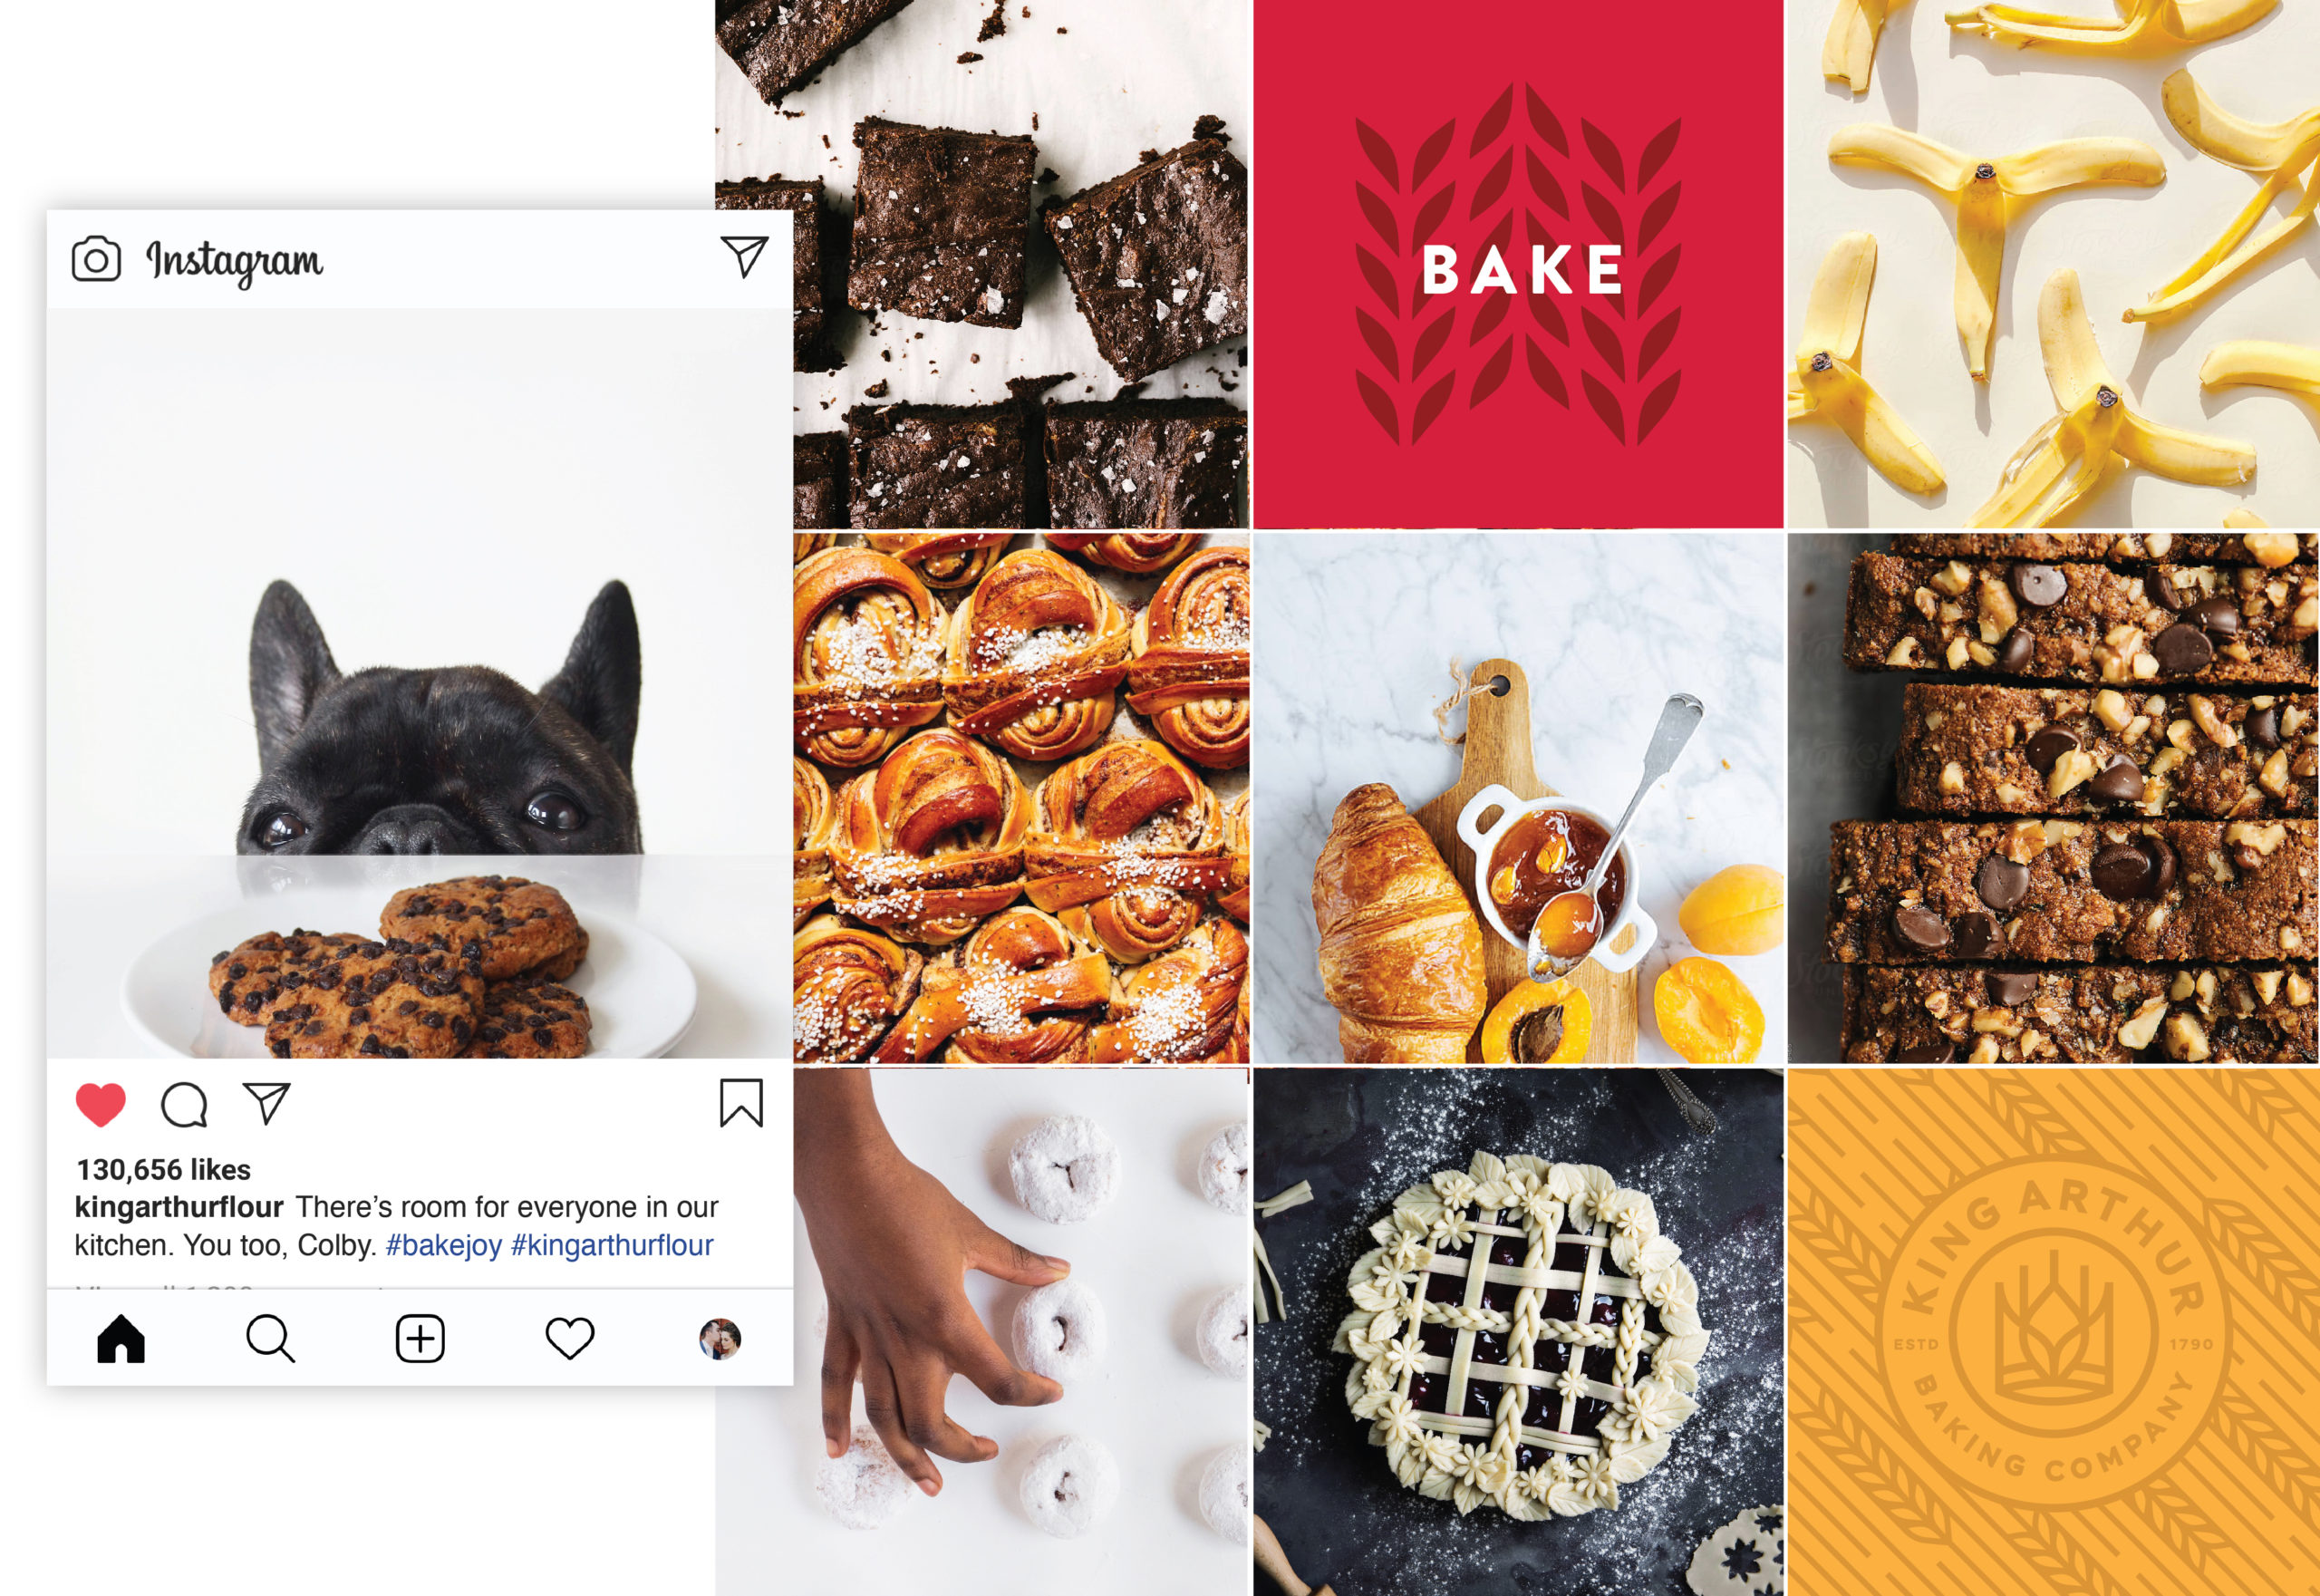 Instagram
130,656 likes
kingarthurflour There’s room for everyone in our
kitchen. You too, Colby. #bakejoy #kingarthurflour
BAKE
KING ARTHUR
ESTD 1790
BAKING COMPANY